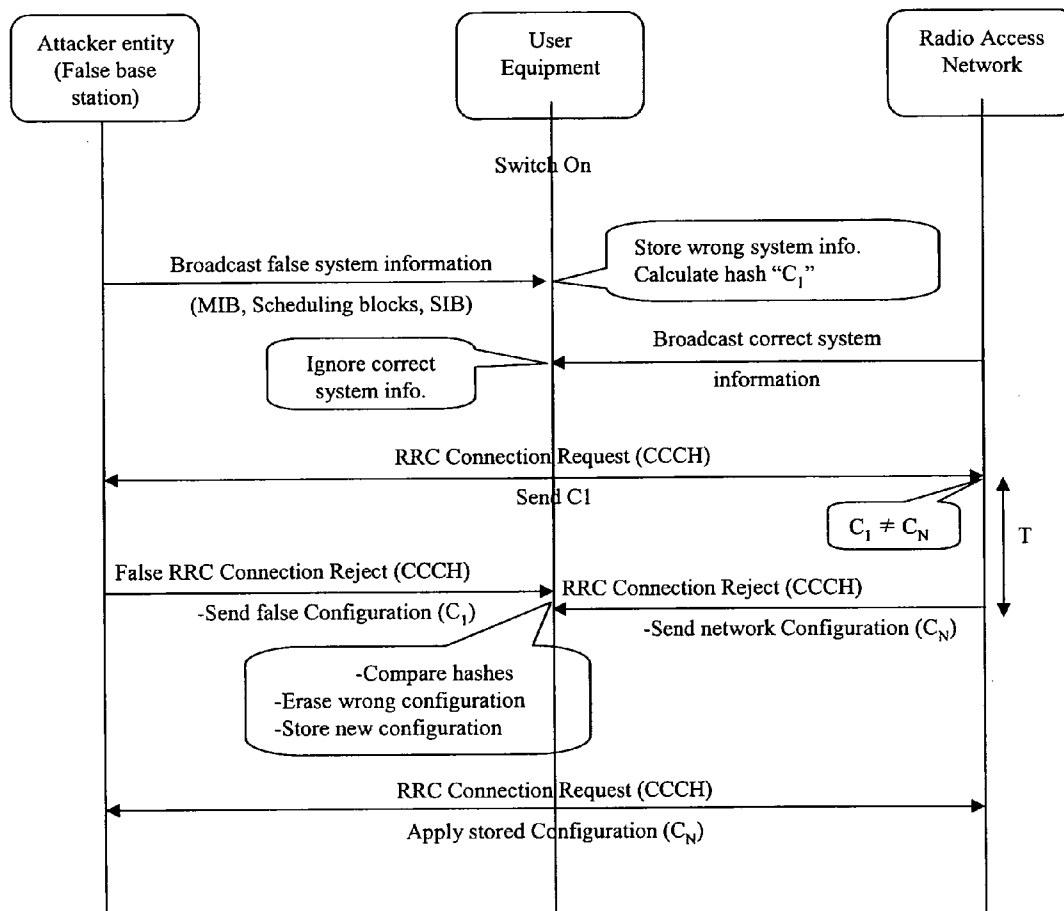 Attacker entity
(False base
station)
User
Equipment
Radio Access
Network
Switch On
Store wrong system info.
Calculate hash “C1”
Broadcast false system information
(MIB, Scheduling blocks, SIB)
Broadcast correct system
information
Ignore correct
system info.
RRC Connection Request (CCCH)
Send C1
C1 ≠ CN
T
False RRC Connection Reject (CCCH)
-Send false Configuration (C1)
RRC Connection Reject (CCCH)
-Send network Configuration (CN)
-Compare hashes
-Erase wrong configuration
-Store new configuration
RRC Connection Request (CCCH)
Apply stored Configuration (CN)